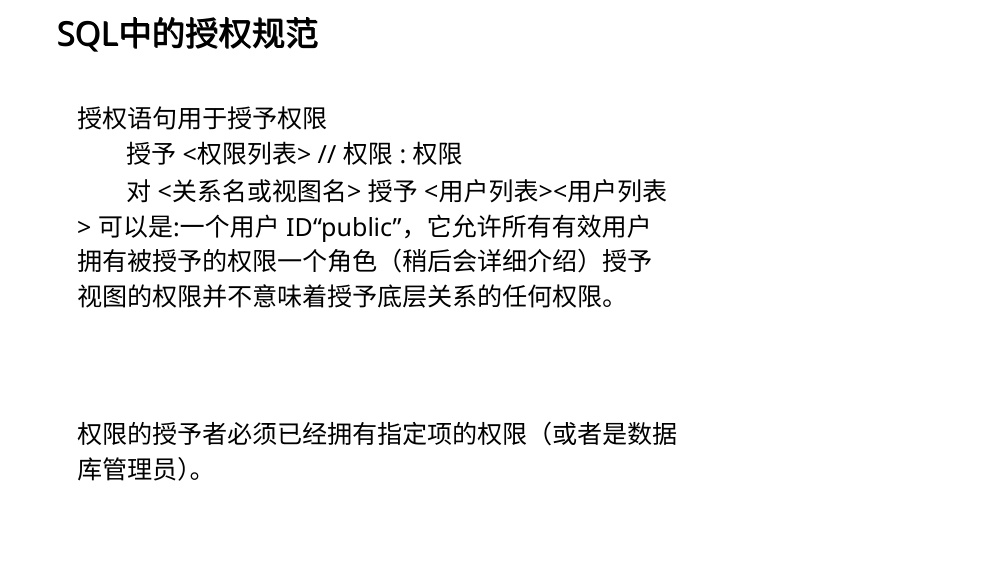 SQL中的授权规范
授权语句用于授予权限
授予 <权限列表> // 权限 : 权限
对 <关系名或视图名> 授予 <用户列表><用户列表
> 可以是:一个用户 ID“public”，它允许所有有效用户
拥有被授予的权限一个角色（稍后会详细介绍）授予
视图的权限并不意味着授予底层关系的任何权限。
权限的授予者必须已经拥有指定项的权限（或者是数据
库管理员）。